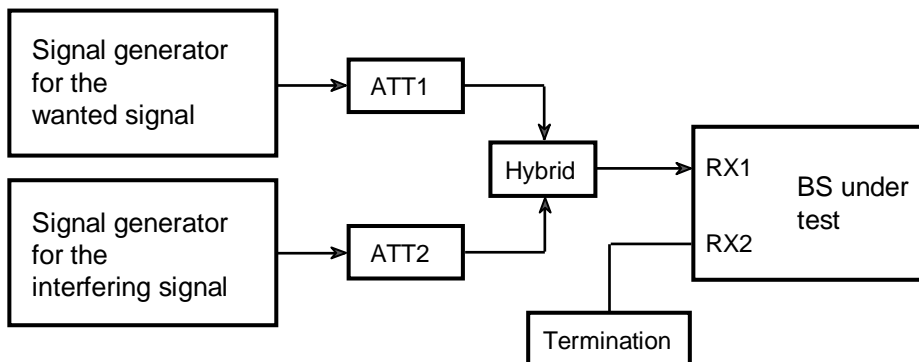 Signal generator
for the
wanted signal
ATT1
Hybrid
RX1
BS under
test
RX2
Signal generator
for the
interfering signal
ATT2
Termination